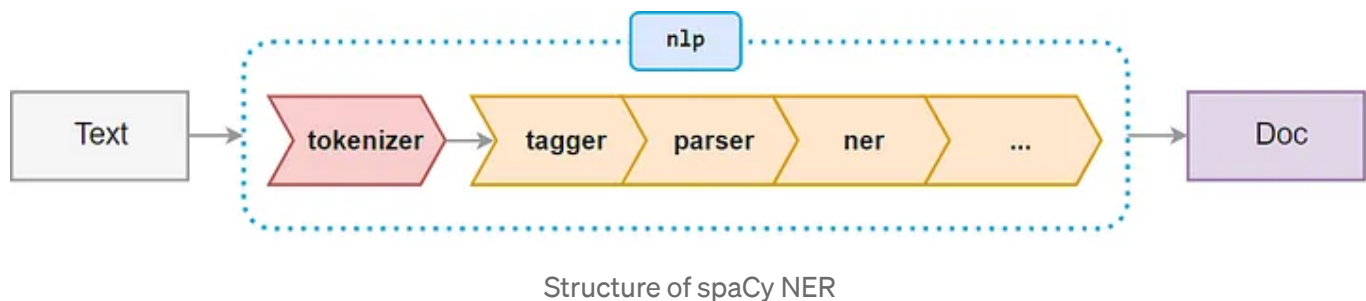 nlp
Text
tokenizer
tagger
parser
ner
...
Doc
Structure of spaCy NER